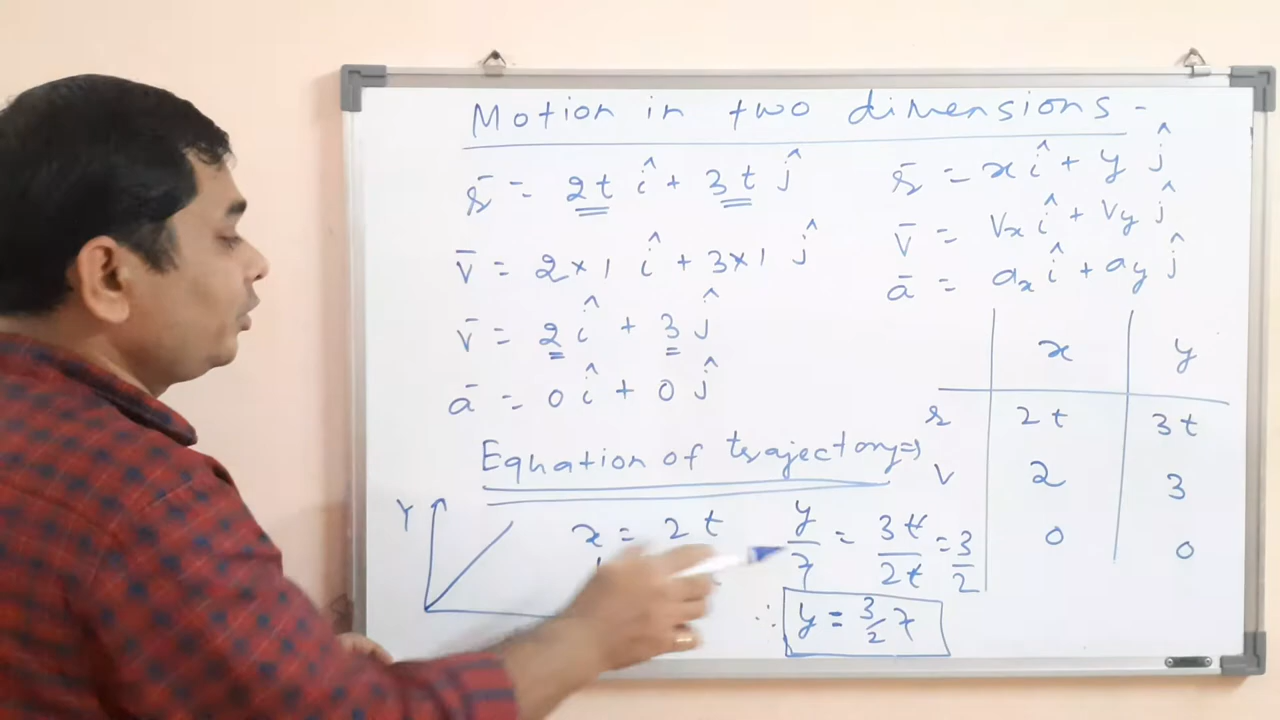 Motion in two dimensions -
r̄ = 2t î + 3t ĵ
v̄ = 2×1 î + 3×1 ĵ
v̄ = 2 î + 3 ĵ
ā = 0 î + 0 ĵ
r̄ = x î + y ĵ
v̄ = Vx î + Vy ĵ
ā = ax î + ay ĵ
x y
r 2t 3t
v 2 3
0 0
Equation of trajectory ⇒
Y
x = 2t
y/x = 3t/2t = 3/2
∴ y = 3/2 x